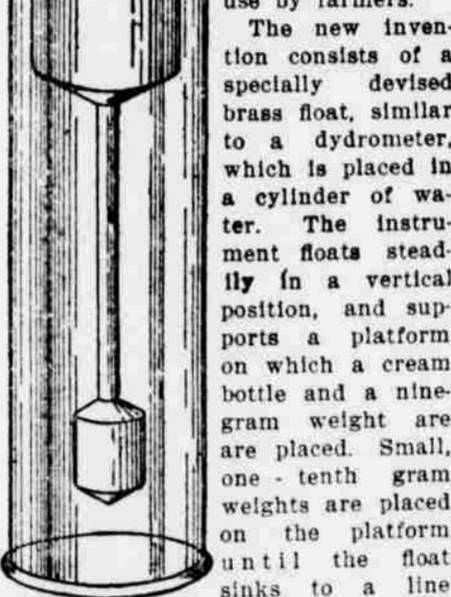 use by farmers.
The new inven-
tion consists of a
specially devised
brass float, similar
to a dydrometer,
which is placed in
a cylinder of wa-
ter. The instru-
ment floats stead-
ily in a vertical
position, and sup-
ports a platform
on which a cream
bottle and a nine-
gram weight are
are placed. Small,
one - tenth gram
weights are placed
on the platform
until the float
sinks to a line